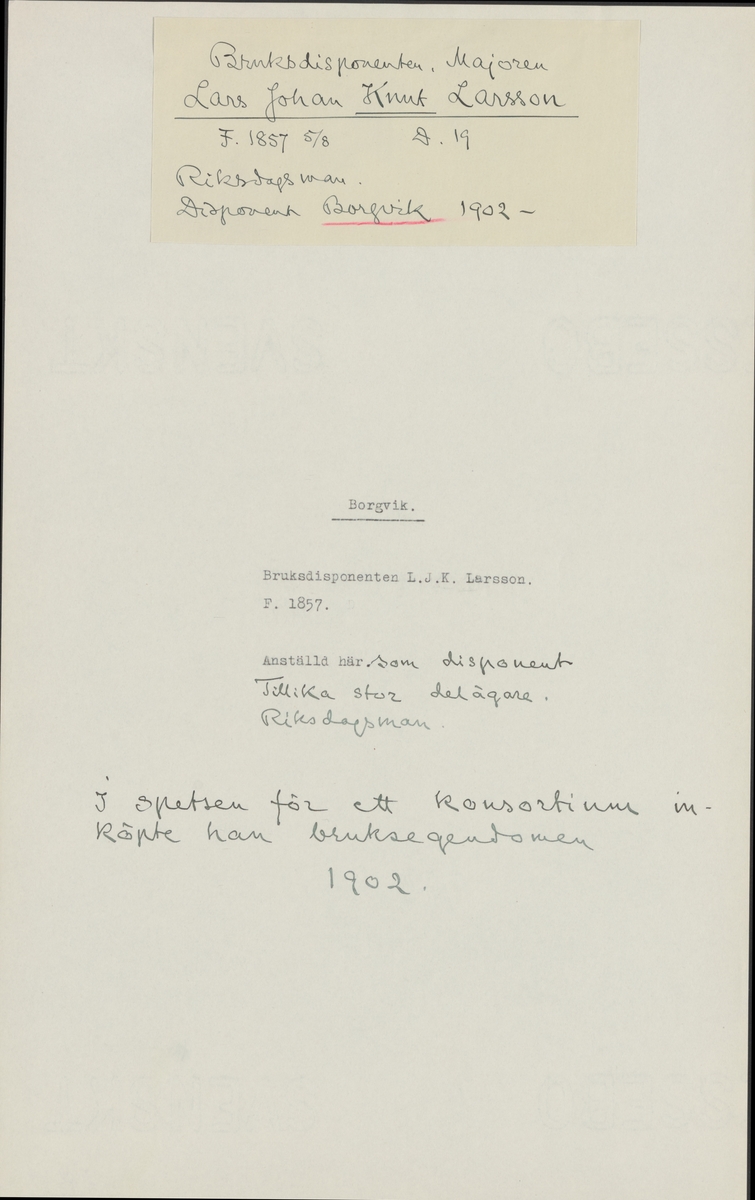 Bruksdisponenten, Majoren
Lars Johan Knut Larsson
F. 1857 5/8 D. 19
Riksdagsman.
Disponent Borgvik 1902 –
Borgvik.
Bruksdisponenten L.J.K. Larsson.
F. 1857.
Anställd här som disponent
Tillika stor delägare.
Riksdagsman.
I spetsen för ett konsortium in-
köpte han bruksegendomen
1902.